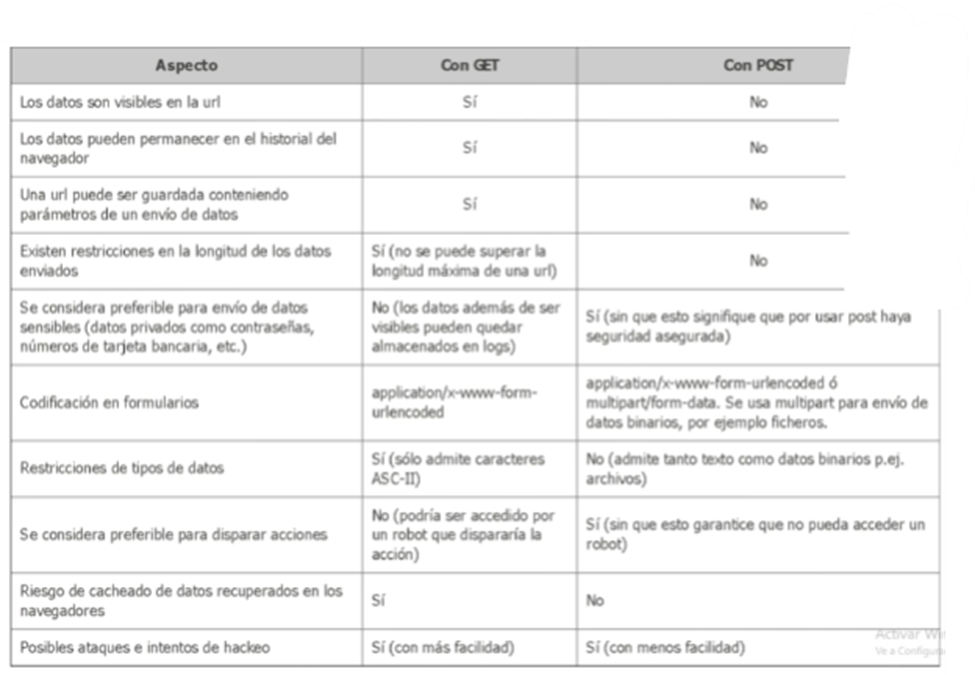 Aspecto Con GET Con POST
Los datos son visibles en la url Sí No
Los datos pueden permanecer en el historial del
navegador Sí No
Una url puede ser guardada conteniendo
parámetros de un envío de datos Sí No
Existen restricciones en la longitud de los datos
enviados
Sí (no se puede superar la
longitud máxima de una url)
No
Se considera preferible para envío de datos
sensibles (datos privados como contraseñas,
números de tarjeta bancaria, etc.)
No (los datos además de ser
visibles pueden quedar
almacenados en logs)
Sí (sin que esto signifique que por usar post haya
seguridad asegurada)
Codificación en formularios
application/x-www-form-
urlencoded
application/x-www-form-urlencoded ó
multipart/form-data. Se usa multipart para envío de
datos binarios, por ejemplo ficheros.
Restricciones de tipos de datos
Sí (sólo admite caracteres
ASC-II)
No (admite tanto texto como datos binarios p.ej.
archivos)
Se considera preferible para disparar acciones
No (podría ser accedido por
un robot que dispararía la
acción)
Sí (sin que esto garantice que no pueda acceder un
robot)
Riesgo de cacheado de datos recuperados en los
navegadores
Sí
No
Posibles ataques e intentos de hackeo
Sí (con más facilidad)
Sí (con menos facilidad)
Activar Wi
Ve a Configura